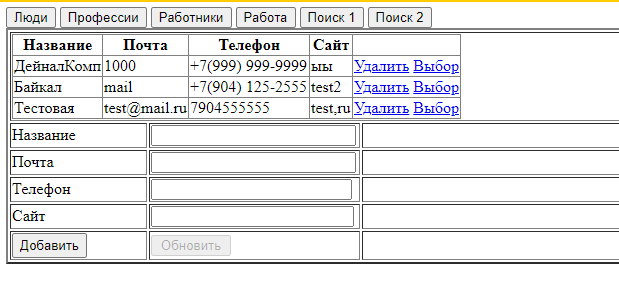 Люди Профессии Работники Работа Поиск 1 Поиск 2
Название Почта Телефон Сайт
ДейналКомп 1000 +7(999) 999-9999 ыы Удалить Выбор
Байкал mail +7(904) 125-2555 test2 Удалить Выбор
Тестовая test@mail.ru 7904555555 test,ru Удалить Выбор
Название
Почта
Телефон
Сайт
Добавить Обновить